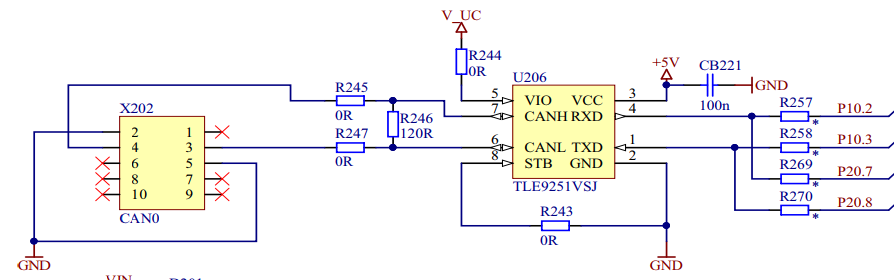 V_UC
R244
0R
+5V
CB221
GND
100n
U206
R245
0R
R246
120R
R247
0R
5 VIO VCC 3
7 CANH RXD 4
6 CANL TXD 1
8 STB GND 2
TLE9251VSJ
R257 P10.2
*
R258 P10.3
*
R269 P20.7
*
R270 P20.8
*
X202
2 1
4 3
6 5
8 7
10 9
CAN0
R243
0R
GND
GND